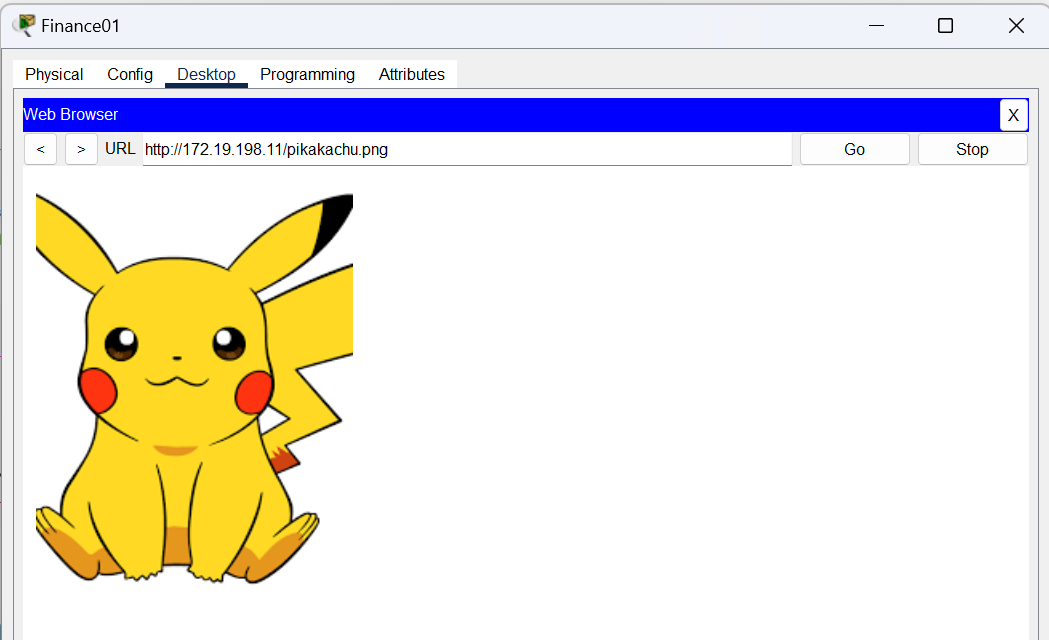 Finance01
Physical Config Desktop Programming Attributes
Web Browser X
< > URL http://172.19.198.11/pikakachu.png Go Stop